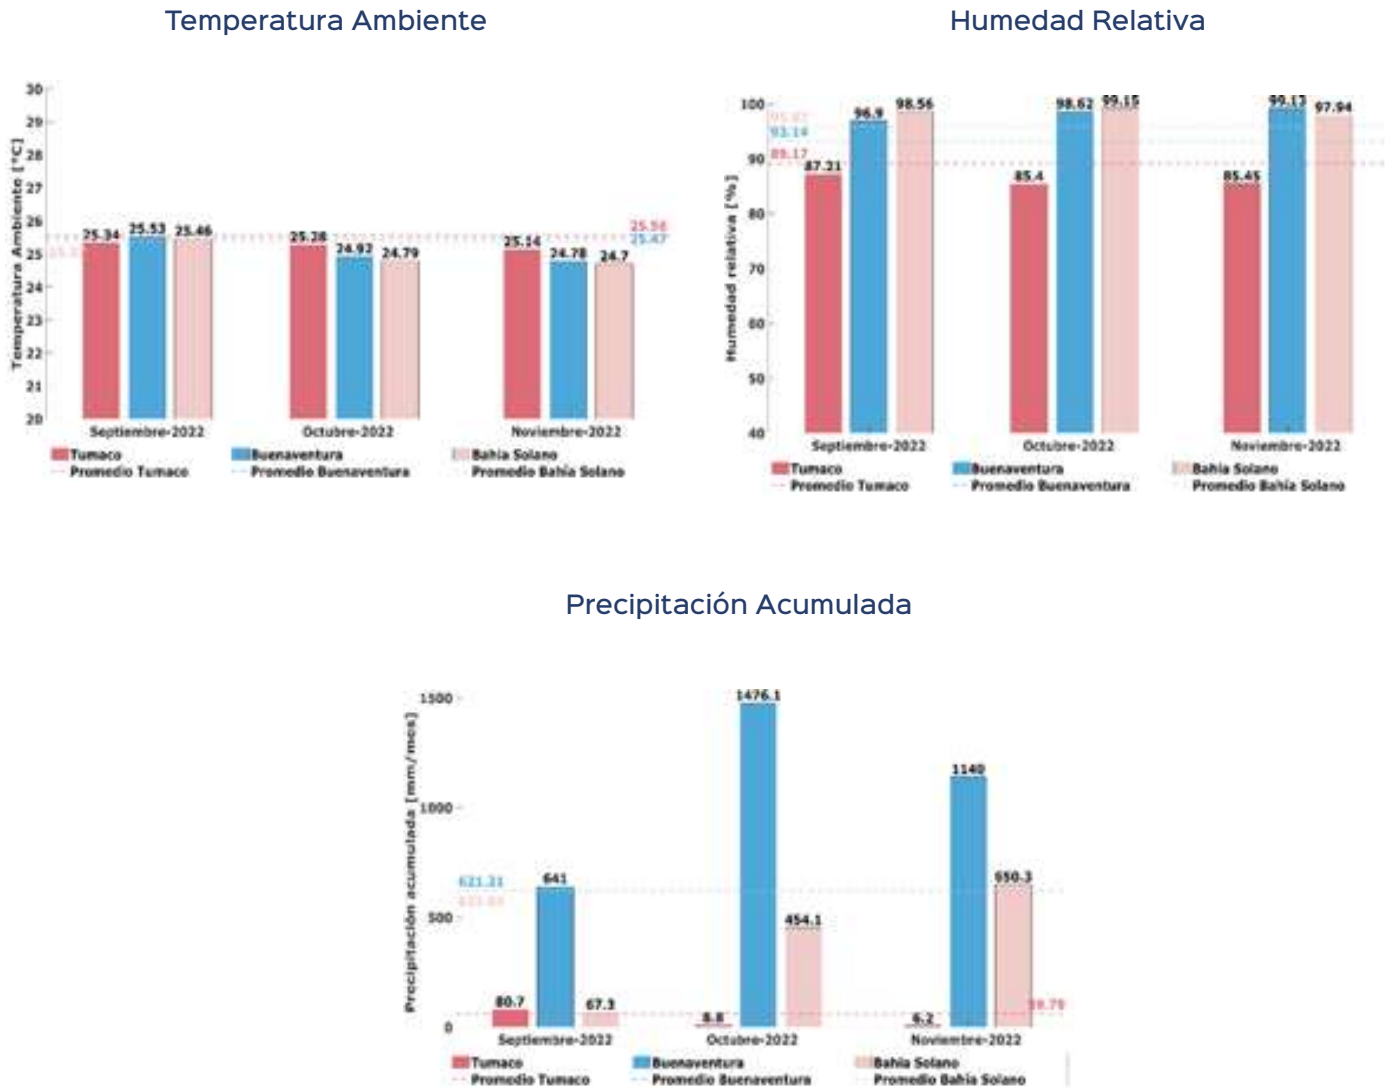 Temperatura Ambiente
Humedad Relativa
Temperatura Ambiente [°C]
30
29
28
27
26
25
24
23
22
21
20
25.34
25.53
25.46
25.28
24.92
24.79
25.14
24.78
24.7
25.56
25.47
Septiembre-2022
Octubre-2022
Noviembre-2022
Tumaco
Buenaventura
Bahía Solano
Promedio Tumaco
Promedio Buenaventura
Promedio Bahía Solano
Humedad relativa [%]
100
90
80
70
60
50
40
93.14
89.17
87.21
96.9
98.56
85.4
98.62
99.15
85.45
99.13
97.94
Septiembre-2022
Octubre-2022
Noviembre-2022
Tumaco
Buenaventura
Bahía Solano
Promedio Tumaco
Promedio Buenaventura
Promedio Bahía Solano
Precipitación Acumulada
Precipitación acumulada [mm/mes]
1500
1000
500
0
621.21
80.7
641
67.3
8.8
1476.1
454.1
6.2
1140
650.3
Septiembre-2022
Octubre-2022
Noviembre-2022
Tumaco
Buenaventura
Bahía Solano
Promedio Tumaco
Promedio Buenaventura
Promedio Bahía Solano